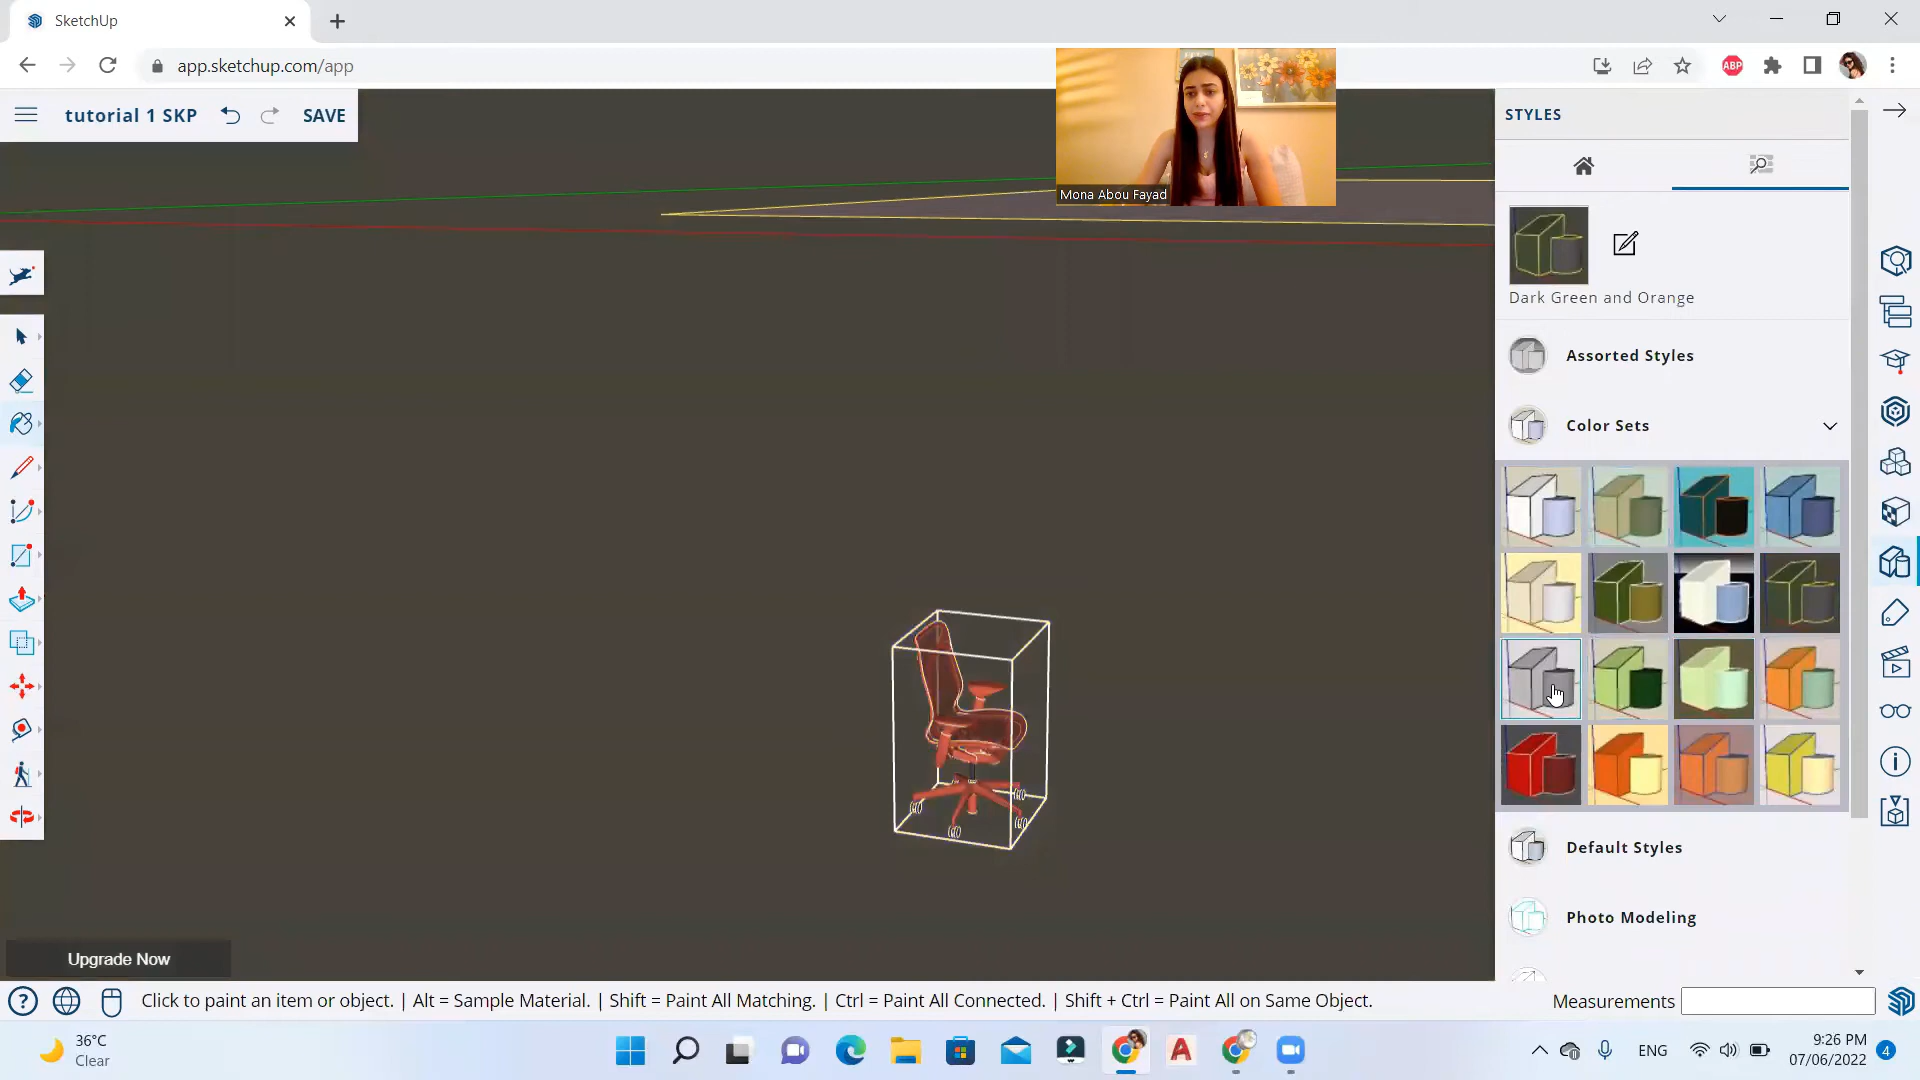 SketchUp
app.sketchup.com/app
ABP
tutorial 1 SKP
SAVE
Mona Abou Fayad
STYLES
Dark Green and Orange
Assorted Styles
Color Sets
Default Styles
Photo Modeling
Upgrade Now
Click to paint an item or object. | Alt = Sample Material. | Shift = Paint All Matching. | Ctrl = Paint All Connected. | Shift + Ctrl = Paint All on Same Object.
Measurements
36°C
Clear
ENG
9:26 PM
07/06/2022
4